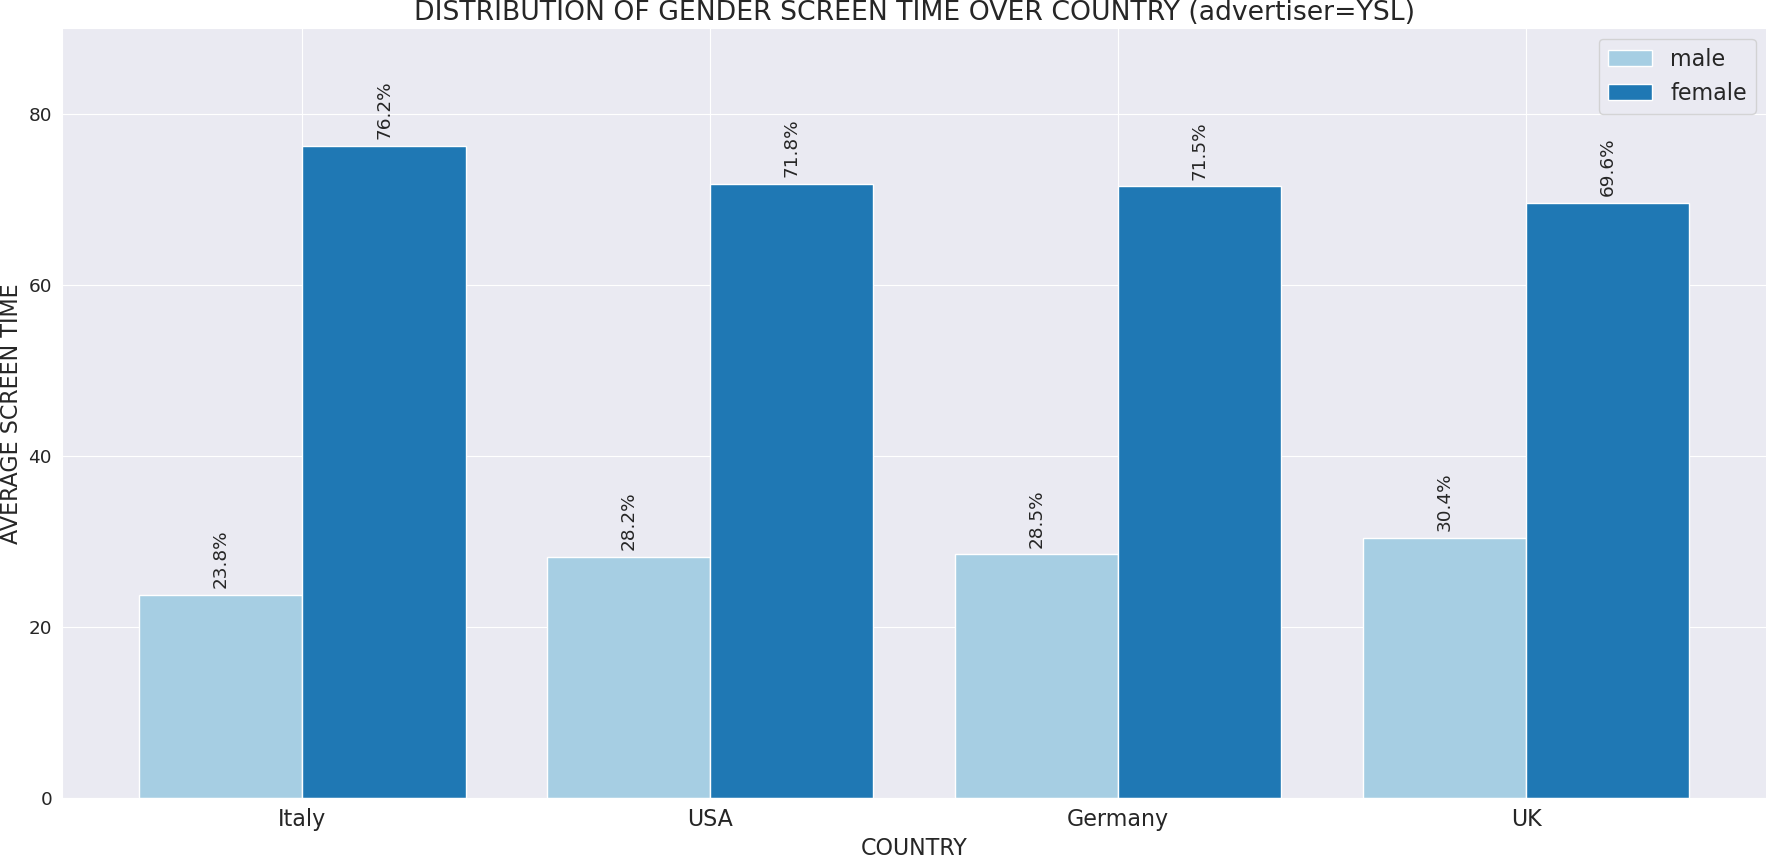 DISTRIBUTION OF GENDER SCREEN TIME OVER COUNTRY (advertiser=YSL)
male
female
AVERAGE SCREEN TIME
80
60
40
20
0
23.8%
76.2%
28.2%
71.8%
28.5%
71.5%
30.4%
69.6%
Italy
USA
Germany
UK
COUNTRY